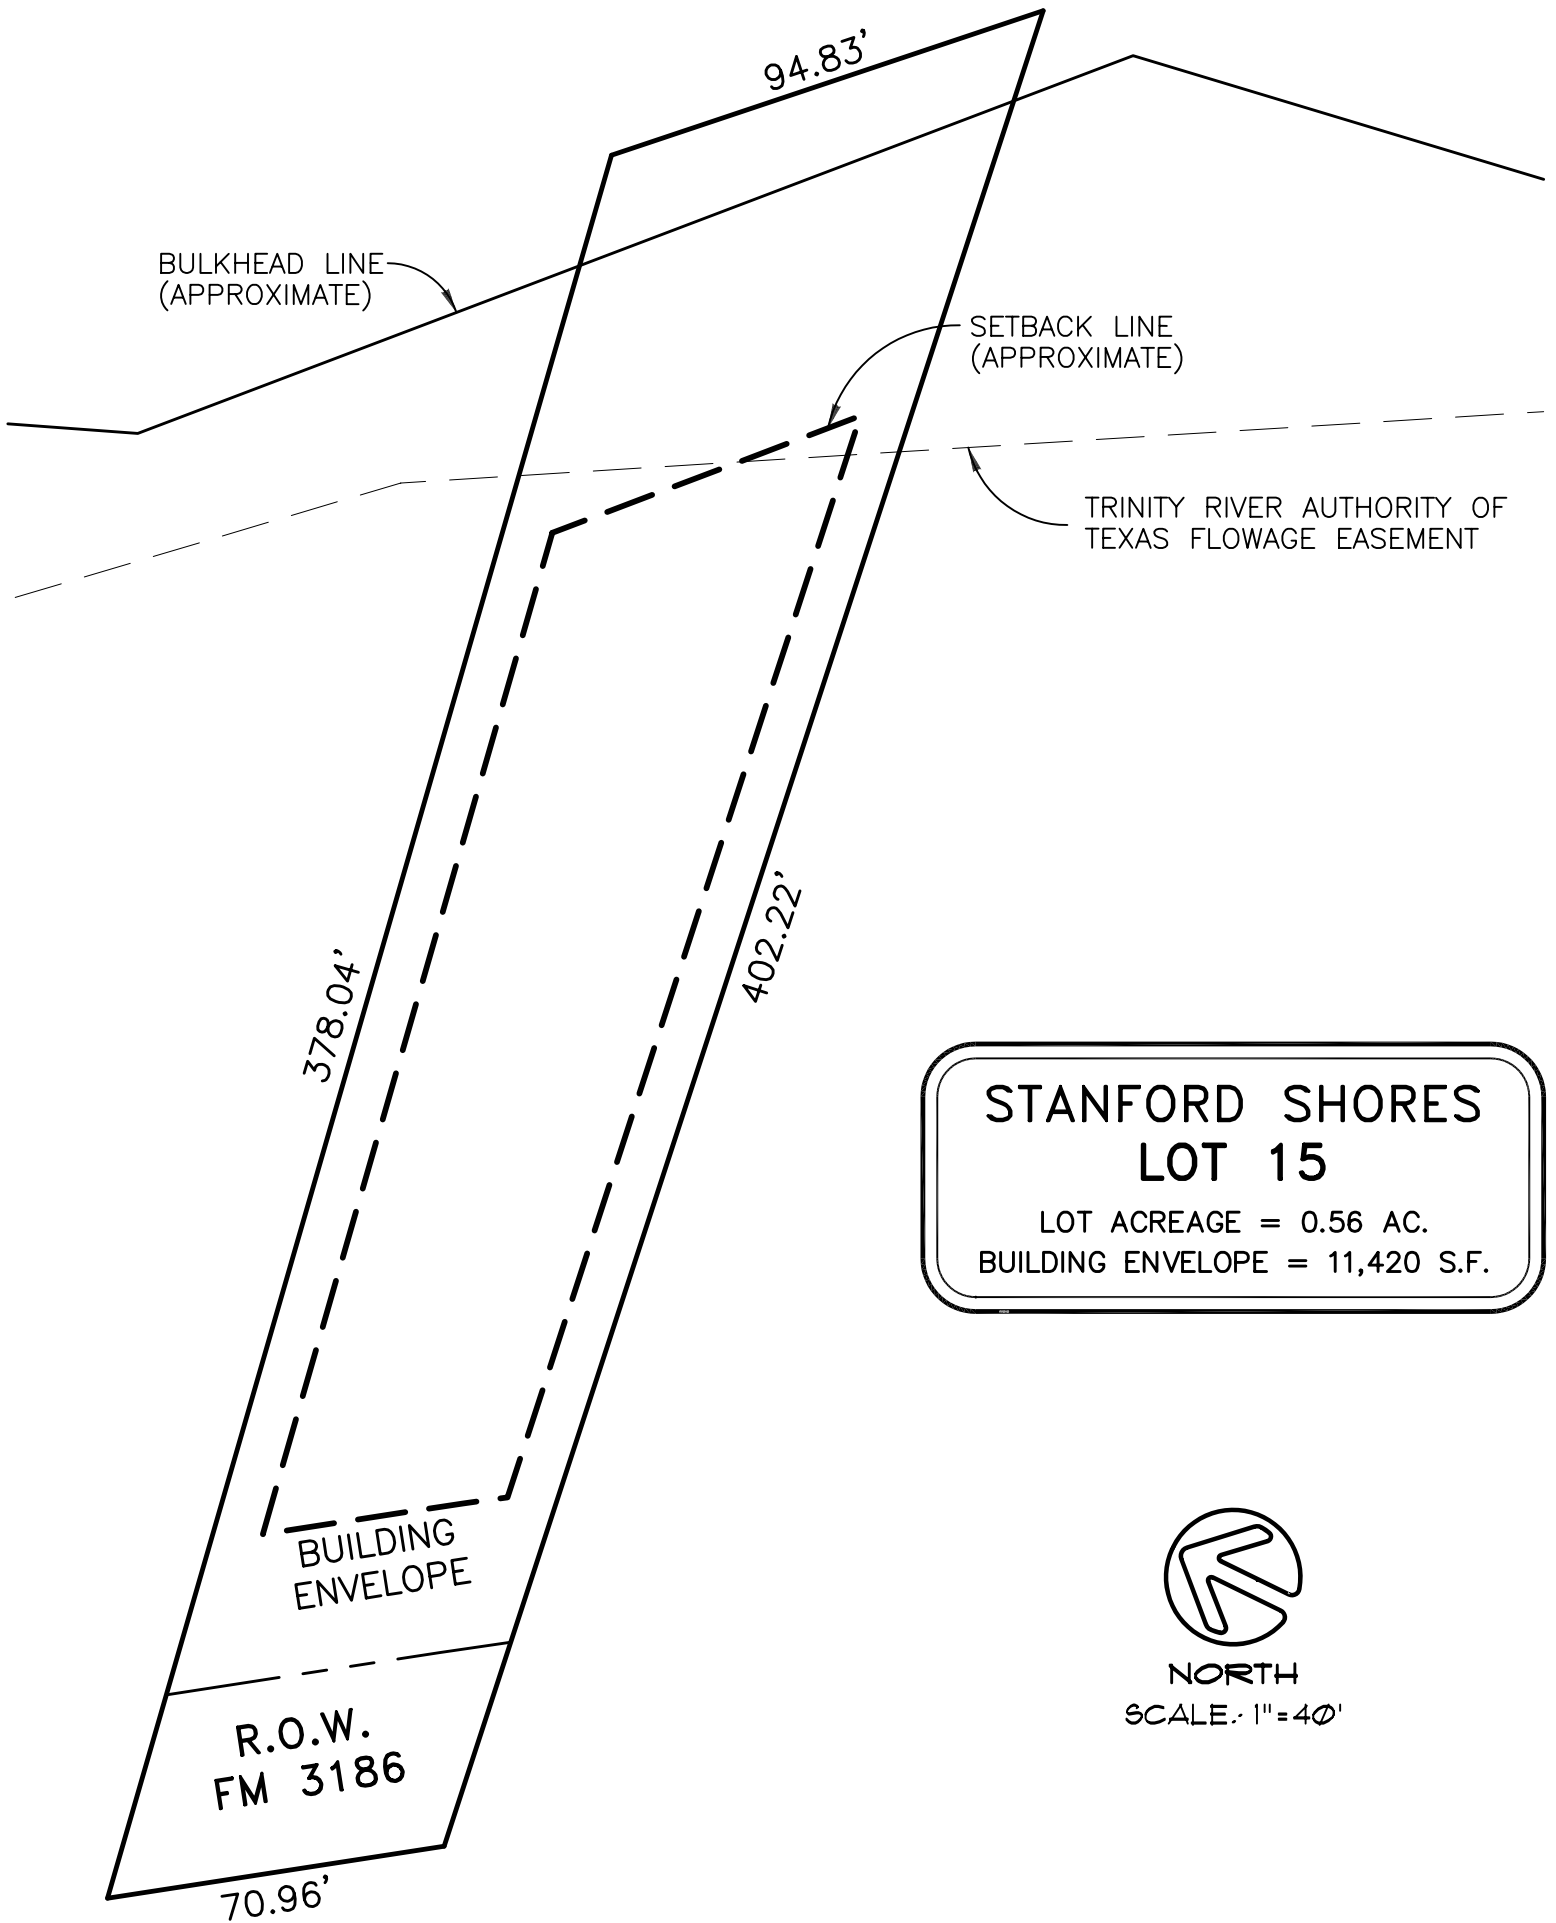 94.83'
BULKHEAD LINE
(APPROXIMATE)
SETBACK LINE
(APPROXIMATE)
TRINITY RIVER AUTHORITY OF
TEXAS FLOWAGE EASEMENT
378.04'
402.22'
STANFORD SHORES
LOT 15
LOT ACREAGE = 0.56 AC.
BUILDING ENVELOPE = 11,420 S.F.
BUILDING
ENVELOPE
NORTH
SCALE: 1"=40'
R.O.W.
FM 3186
70.96'